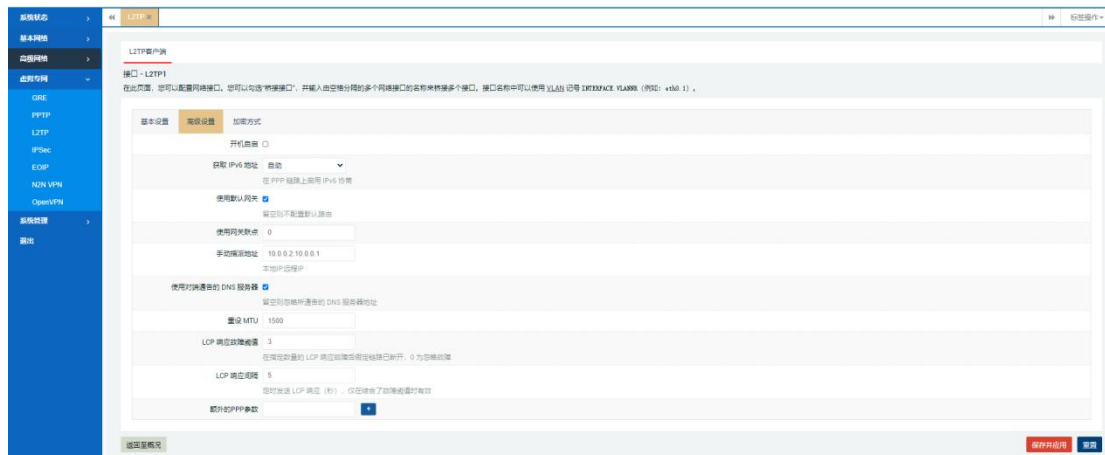 系统状态
L2TP
标签操作
基本网络
高级网络
虚拟专网
GRE
PPTP
L2TP
IPSec
EOIP
N2N VPN
OpenVPN
系统管理
退出
L2TP客户端
接口 - L2TP1
在此页面，您可以配置网络接口。您可以勾选“桥接接口”，并输入由空格分隔的多个网络接口的名称来桥接多个接口。接口名称中可以使用 VLAN 记号 INTERFACE.VLANNR（例如：eth0.1）。
基本设置 高级设置 加密方式
开机自启
获取 IPv6 地址 自动
在 PPP 链路上启用 IPv6 协商
使用默认网关
留空则不配置默认路由
使用网关跃点 0
手动指派地址 10.0.0.2:10.0.0.1
本地IP:远程IP
使用对端通告的 DNS 服务器
留空则忽略所通告的 DNS 服务器地址
重设 MTU 1500
LCP 响应故障阈值 3
在指定数量的 LCP 响应故障后假定链路已断开，0 为忽略故障
LCP 响应间隔 5
定时发送 LCP 响应（秒），仅在结合了故障阈值时有效
额外的PPP参数 +
返回至概况
保存并应用 重置